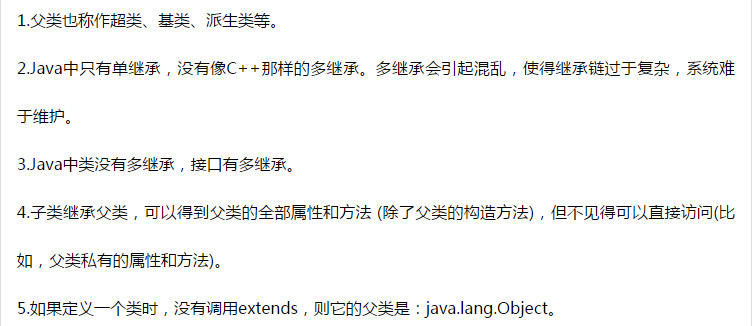 1.父类也称作超类、基类、派生类等。
2.Java中只有单继承，没有像C++那样的多继承。多继承会引起混乱，使得继承链过于复杂，系统难
于维护。
3.Java中类没有多继承，接口有多继承。
4.子类继承父类，可以得到父类的全部属性和方法 (除了父类的构造方法)，但不见得可以直接访问(比
如，父类私有的属性和方法)。
5.如果定义一个类时，没有调用extends，则它的父类是：java.lang.Object。